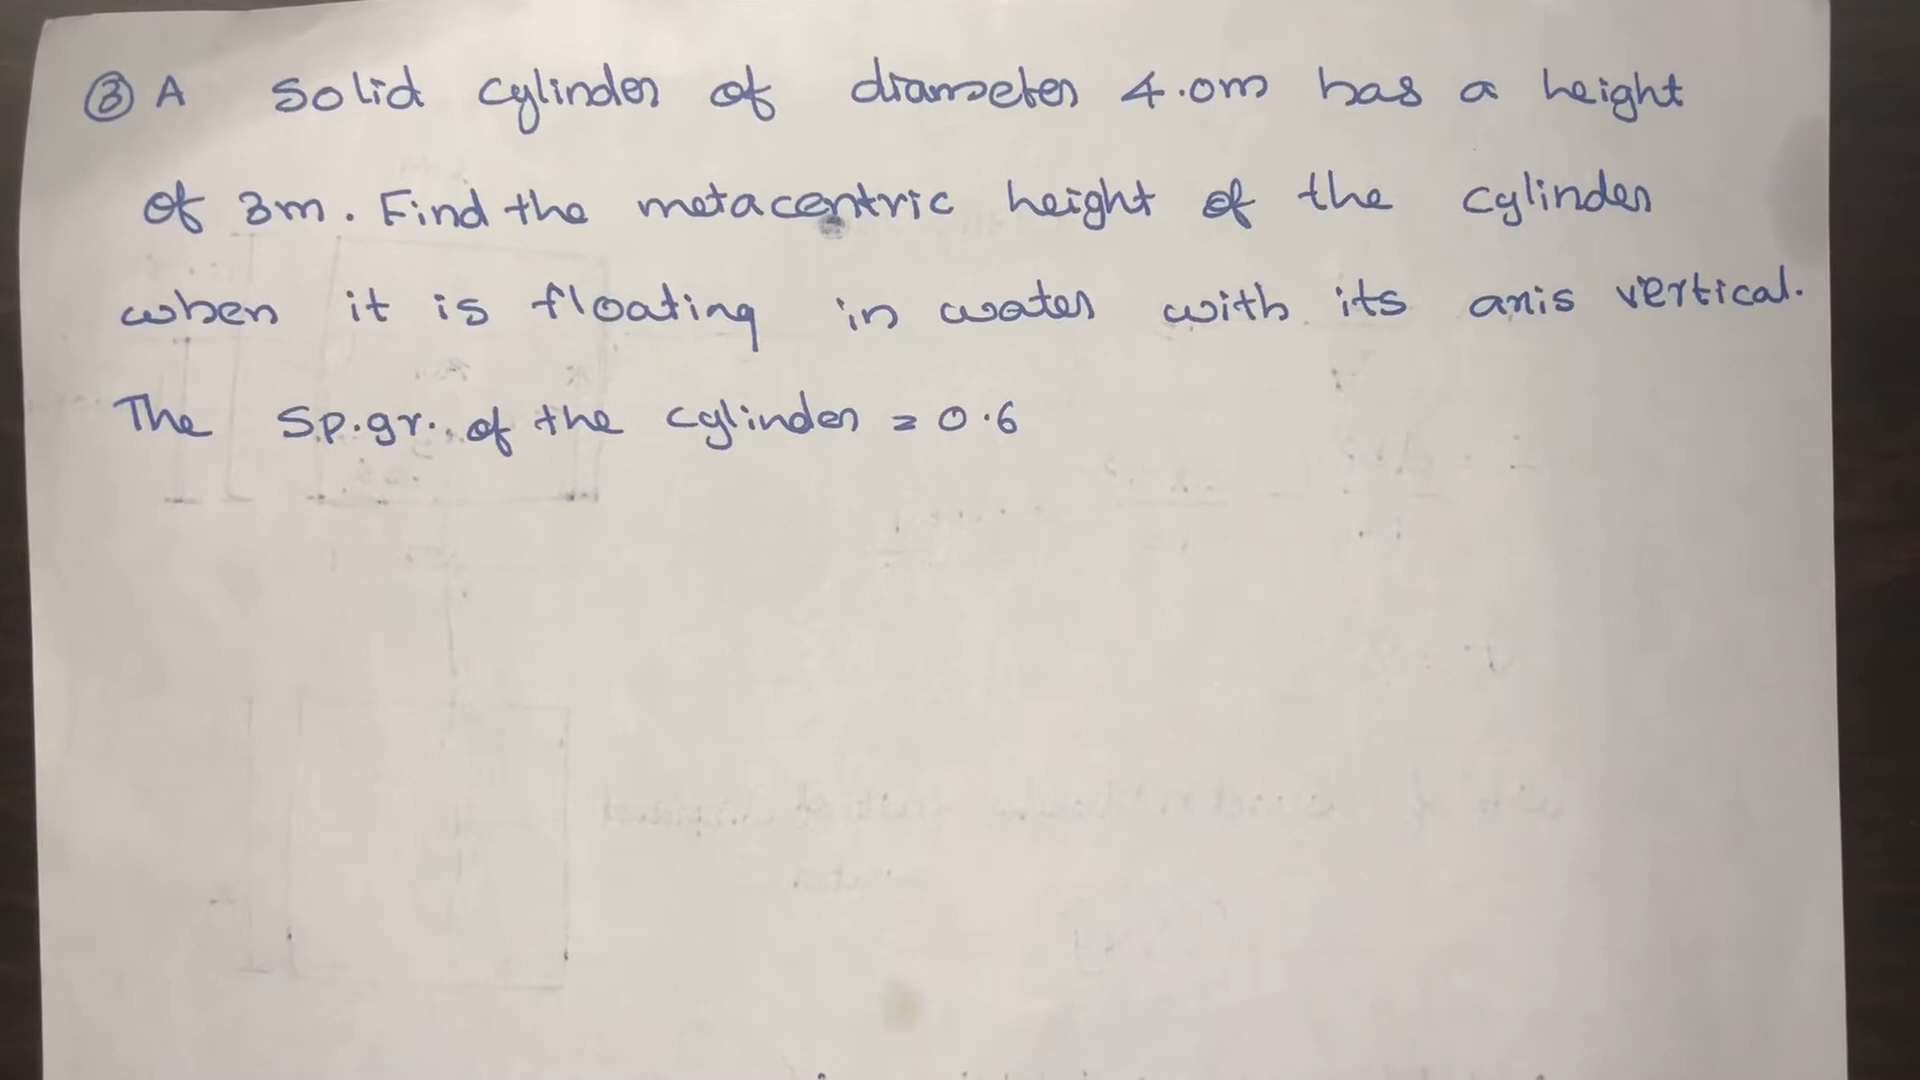 ③ A solid cylinder of diameter 4.0m has a height
of 3m. Find the metacentric height of the cylinder
when it is floating in water with its axis vertical.
The Sp.gr. of the cylinder = 0.6